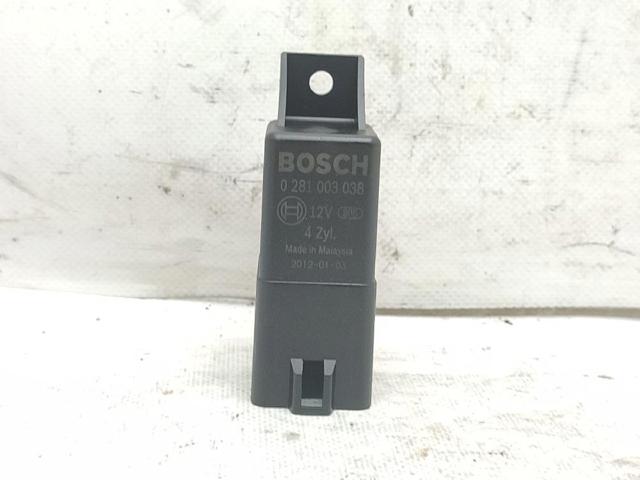 BOSCH
0 281 003 038
12V
4 Zyl.
Made in Malaysia
2012-01-03